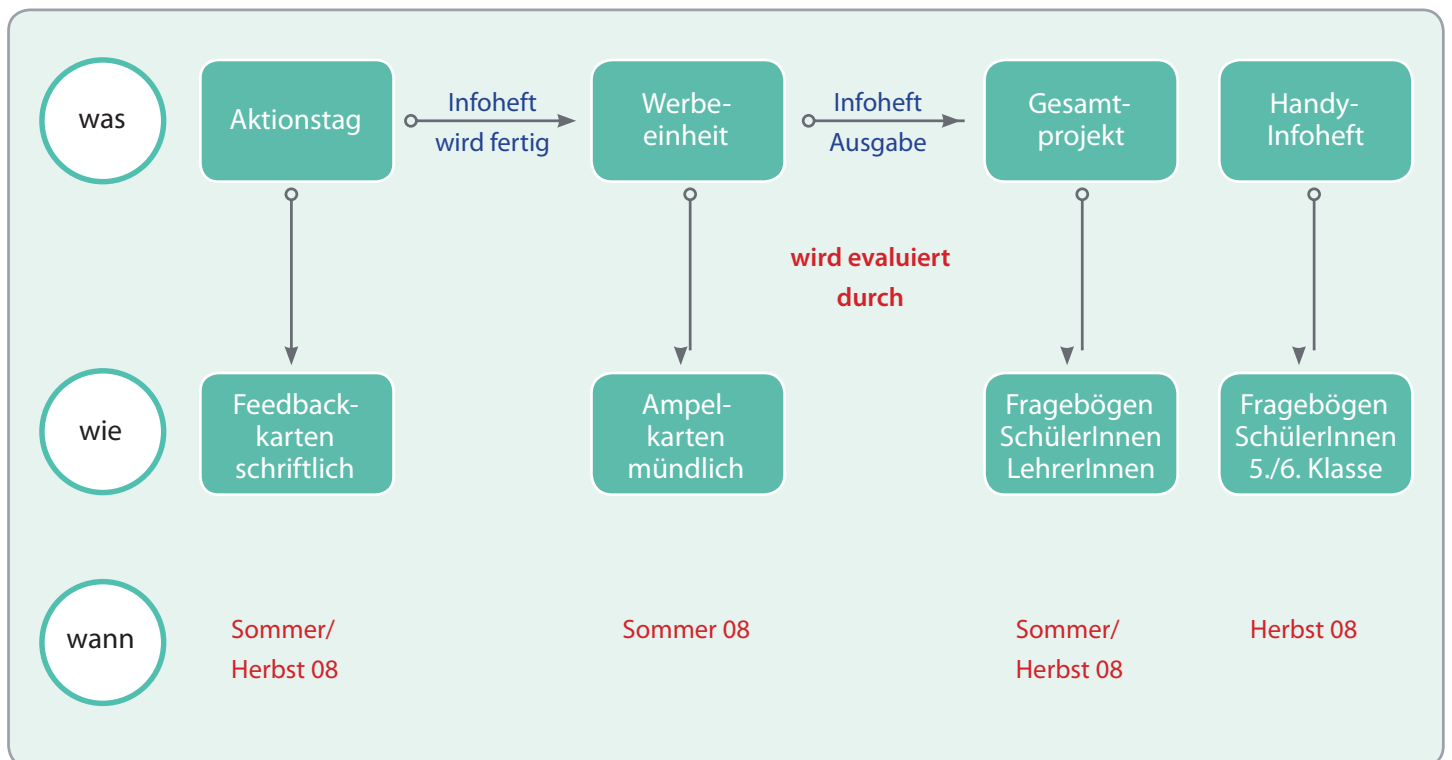 was
Aktionstag
Infoheft
wird fertig
Werbe-
einheit
Infoheft
Ausgabe
Gesamt-
projekt
Handy-
Infoheft
wird evaluiert
durch
wie
Feedback-
karten
schriftlich
Ampel-
karten
mündlich
Fragebögen
SchülerInnen
LehrerInnen
Fragebögen
SchülerInnen
5./6. Klasse
wann
Sommer/
Herbst 08
Sommer 08
Sommer/
Herbst 08
Herbst 08